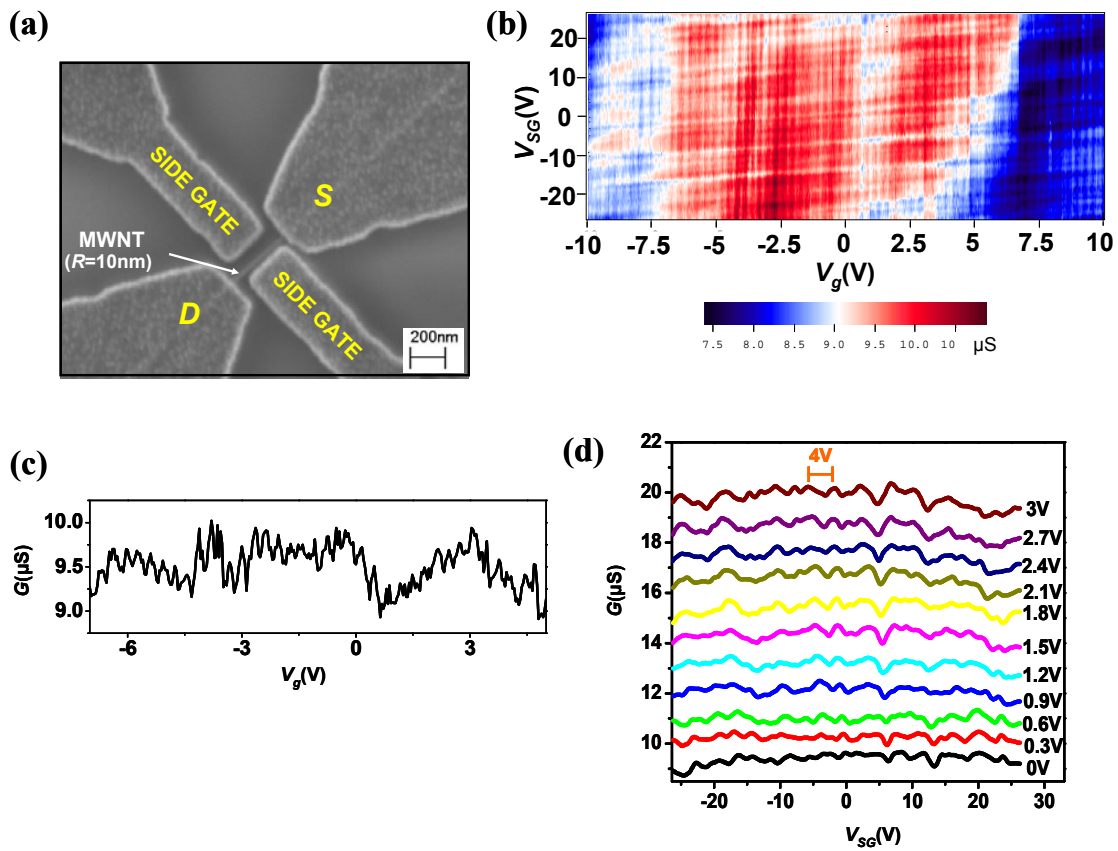 (a)
SIDE GATE
S
MWNT
(R=10nm)
D
SIDE GATE
200nm
(b)
V_SG(V)
20
10
0
-10
-20
-10 -7.5 -5 -2.5 0 2.5 5 7.5 10
V_g(V)
7.5 8.0 8.5 9.0 9.5 10.0 10 µS
(c)
G(µS)
10.0
9.0
-6 -3 0 3
V_g(V)
(d)
G(µS)
22
20
18
16
14
12
10
4V
3V
2.7V
2.4V
2.1V
1.8V
1.5V
1.2V
0.9V
0.6V
0.3V
0V
-20 -10 0 10 20 30
V_SG(V)